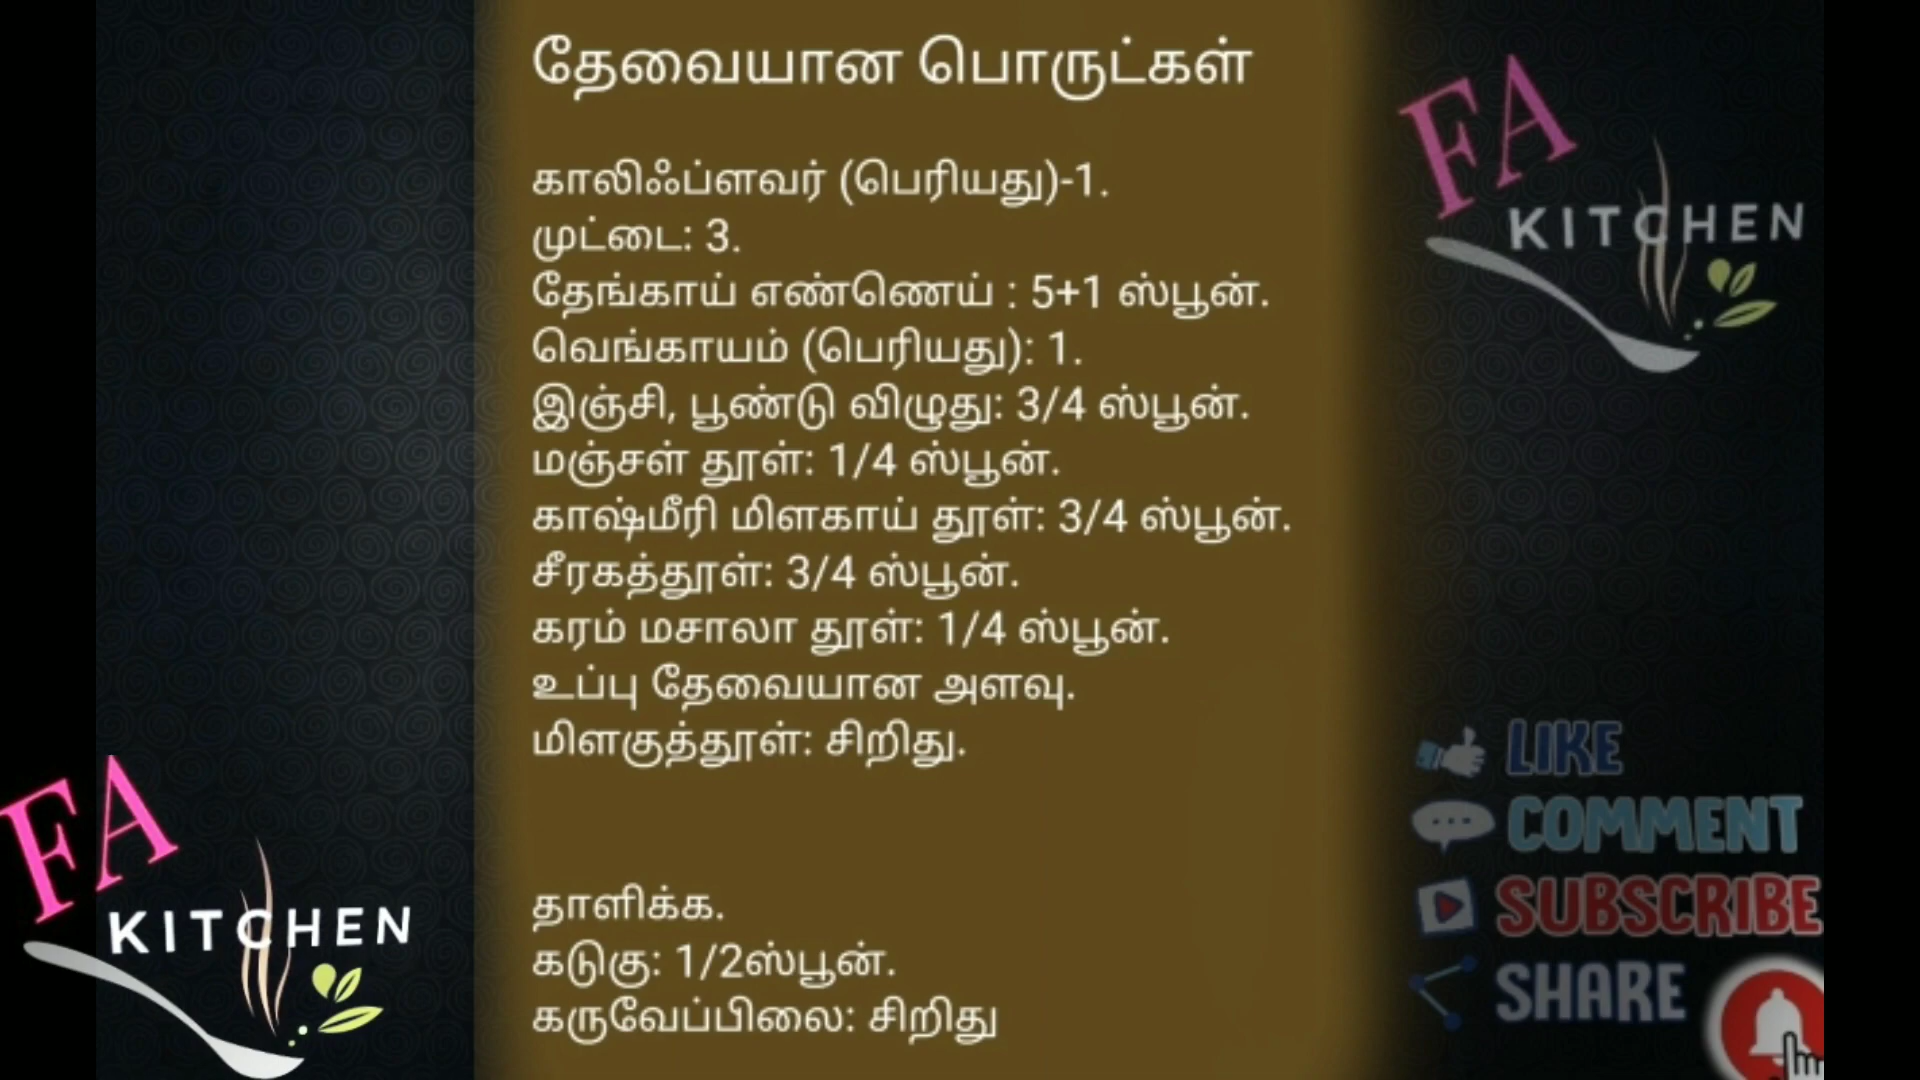 தேவையான பொருட்கள்
காலிஃப்ளவர் (பெரியது)-1.
முட்டை: 3.
தேங்காய் எண்ணெய் : 5+1 ஸ்பூன்.
வெங்காயம் (பெரியது): 1.
இஞ்சி, பூண்டு விழுது: 3/4 ஸ்பூன்.
மஞ்சள் தூள்: 1/4 ஸ்பூன்.
காஷ்மீரி மிளகாய் தூள்: 3/4 ஸ்பூன்.
சீரகத்தூள்: 3/4 ஸ்பூன்.
கரம் மசாலா தூள்: 1/4 ஸ்பூன்.
உப்பு தேவையான அளவு.
மிளகுத்தூள்: சிறிது.
தாளிக்க.
கடுகு: 1/2ஸ்பூன்.
கருவேப்பிலை: சிறிது
FA
KITCHEN
LIKE
COMMENT
SUBSCRIBE
SHARE
FA
KITCHEN